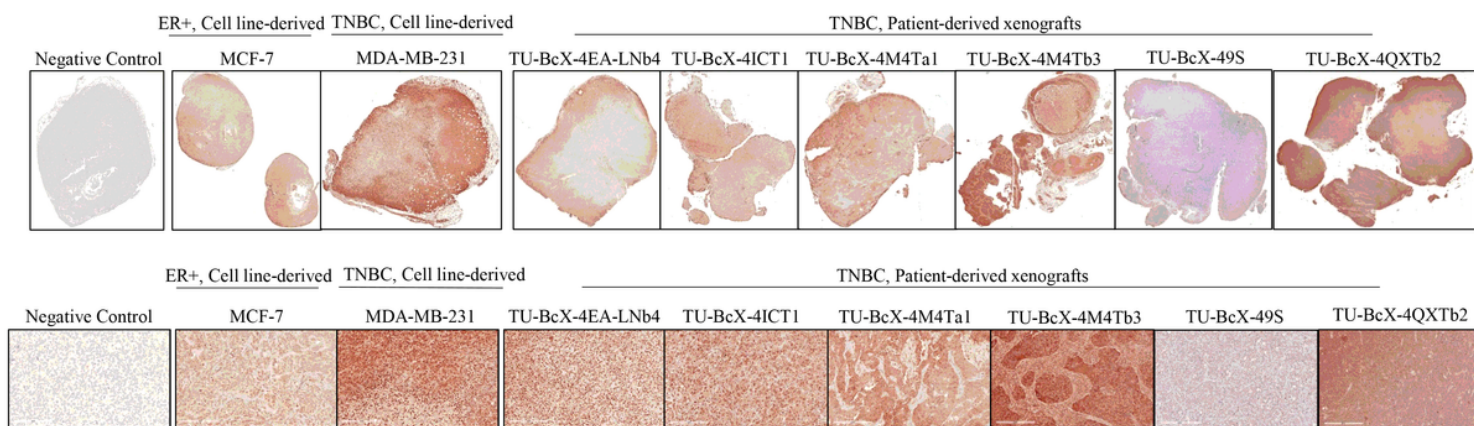 ER+, Cell line-derived TNBC, Cell line-derived TNBC, Patient-derived xenografts
Negative Control MCF-7 MDA-MB-231 TU-BcX-4EA-LNb4 TU-BcX-4ICT1 TU-BcX-4M4Ta1 TU-BcX-4M4Tb3 TU-BcX-49S TU-BcX-4QXTb2
ER+, Cell line-derived TNBC, Cell line-derived TNBC, Patient-derived xenografts
Negative Control MCF-7 MDA-MB-231 TU-BcX-4EA-LNb4 TU-BcX-4ICT1 TU-BcX-4M4Ta1 TU-BcX-4M4Tb3 TU-BcX-49S TU-BcX-4QXTb2